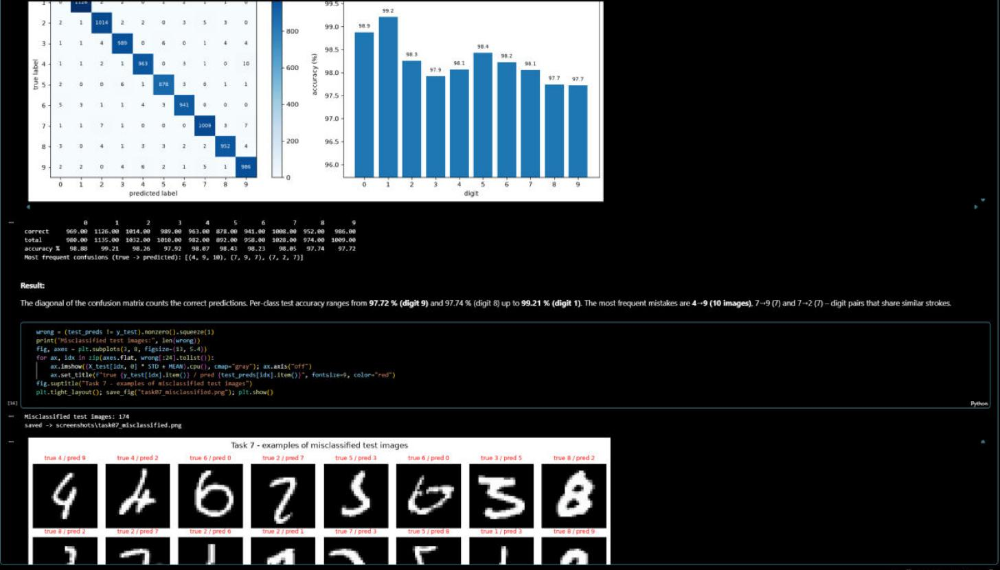 1 0 1126 2 2 0 1 2 1 1 0
2 2 1 1014 2 2 0 3 5 3 0
3 1 1 4 989 0 6 0 1 4 4
4 1 1 2 1 963 0 3 1 0 10
5 2 0 0 6 1 878 3 0 1 1
6 5 3 1 1 4 3 941 0 0 0
7 1 1 7 1 0 0 0 1008 3 7
8 3 0 4 1 3 3 2 2 952 4
9 2 2 0 4 6 2 1 5 1 986
0 1 2 3 4 5 6 7 8 9
true label
predicted label
800
600
400
200
0
99.5
99.0
98.5
98.0
97.5
97.0
96.5
96.0
accuracy (%)
98.9 99.2 98.3 97.9 98.1 98.4 98.2 98.1 97.7 97.7
0 1 2 3 4 5 6 7 8 9
digit
0 1 2 3 4 5 6 7 8 9
correct 969.00 1126.00 1014.00 989.00 963.00 878.00 941.00 1008.00 952.00 986.00
total 980.00 1135.00 1032.00 1010.00 982.00 892.00 958.00 1028.00 974.00 1009.00
accuracy % 98.88 99.21 98.26 97.92 98.07 98.43 98.23 98.05 97.74 97.72
Most frequent confusions (true -> predicted): [(4, 9, 10), (7, 9, 7), (7, 2, 7)]
Result:
The diagonal of the confusion matrix counts the correct predictions. Per-class test accuracy ranges from 97.72 % (digit 9) and 97.74 % (digit 8) up to 99.21 % (digit 1). The most frequent mistakes are 4→9 (10 images), 7→9 (7) and 7→2 (7) – digit pairs that share similar strokes.
wrong = (test_preds != y_test).nonzero().squeeze(1)
print("Misclassified test images:", len(wrong))
fig, axes = plt.subplots(3, 8, figsize=(13, 5.4))
for ax, idx in zip(axes.flat, wrong[:24].tolist()):
ax.imshow((X_test[idx, 0] * STD + MEAN).cpu(), cmap="gray"); ax.axis("off")
ax.set_title(f"true {y_test[idx].item()} / pred {test_preds[idx].item()}", fontsize=9, color="red")
fig.suptitle("Task 7 - examples of misclassified test images")
plt.tight_layout(); save_fig("task07_misclassified.png"); plt.show()
[16]
Python
Misclassified test images: 174
saved -> screenshots\task07_misclassified.png
Task 7 - examples of misclassified test images
true 4 / pred 9 true 4 / pred 2 true 6 / pred 0 true 2 / pred 7 true 5 / pred 3 true 6 / pred 0 true 3 / pred 5 true 8 / pred 2
true 8 / pred 2 true 2 / pred 7 true 2 / pred 6 true 2 / pred 1 true 7 / pred 3 true 5 / pred 8 true 1 / pred 3 true 8 / pred 9